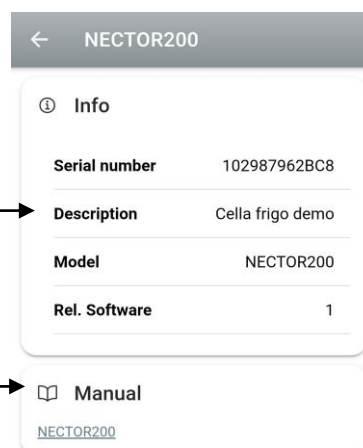 NECTOR200
Info
Serial number 102987962BC8
Description Cella frigo demo
Model NECTOR200
Rel. Software 1
Manual
NECTOR200